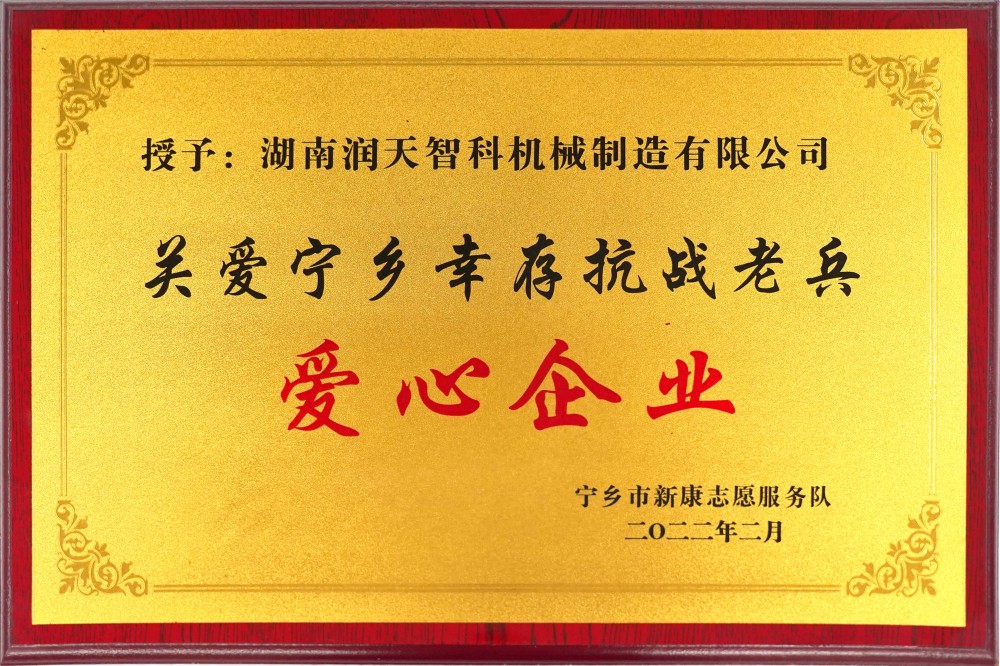 授予：湖南润天智科机械制造有限公司
关爱宁乡幸存抗战老兵
爱心企业
宁乡市新康志愿服务队
二〇二二年二月